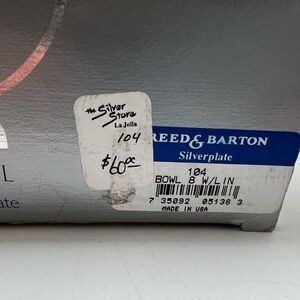 the Silver
Store
La Jolla
104
$60.00
REED & BARTON
Silverplate
104
BOWL 8 W/LIN
7 35092 05136 3
MADE IN USA
L
ate